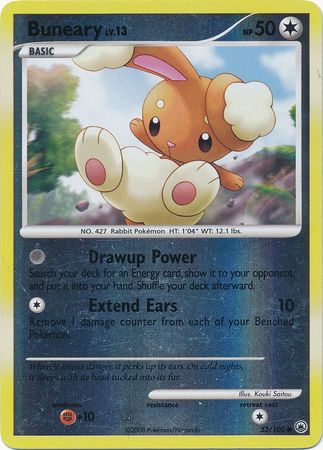 Buneary LV.13 HP 50
BASIC
NO. 427 Rabbit Pokémon HT: 1'04" WT: 12.1 lbs.
Drawup Power
Search your deck for an Energy card, show it to your opponent,
and put it into your hand. Shuffle your deck afterward.
Extend Ears 10
Remove 1 damage counter from each of your Benched
Pokémon.
When it senses danger, it perks up its ears. On cold nights,
it sleeps with its head tucked into its fur.
Illus. Kouki Saitou
weakness resistance retreat cost
+10
©2008 Pokémon/Nintendo 53/100